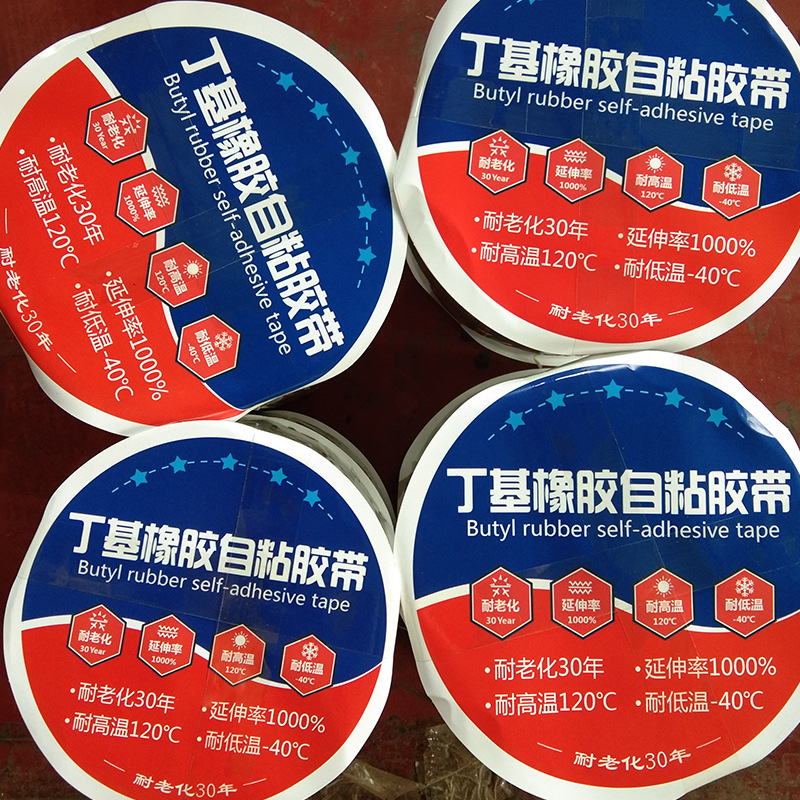 丁基橡胶自粘胶带
Butyl rubber self-adhesive tape
耐老化
30 Year
延伸率
1000%
耐高温
120℃
耐低温
-40℃
·耐老化30年
·延伸率1000%
·耐高温120℃
·耐低温-40℃
耐老化30年
丁基橡胶自粘胶带
Butyl rubber self-adhesive tape
耐老化
30 Year
延伸率
1000%
耐高温
120℃
耐低温
-40℃
·耐老化30年
·延伸率1000%
·耐高温120℃
·耐低温-40℃
耐老化30年
丁基橡胶自粘胶带
Butyl rubber self-adhesive tape
耐老化
30 Year
延伸率
1000%
耐高温
120℃
耐低温
-40℃
·耐老化30年
·延伸率1000%
·耐高温120℃
·耐低温-40℃
耐老化30年
丁基橡胶自粘胶带
Butyl rubber self-adhesive tape
耐老化
30 Year
延伸率
1000%
耐高温
120℃
耐低温
-40℃
·耐老化30年
·延伸率1000%
·耐高温120℃
·耐低温-40℃
耐老化30年